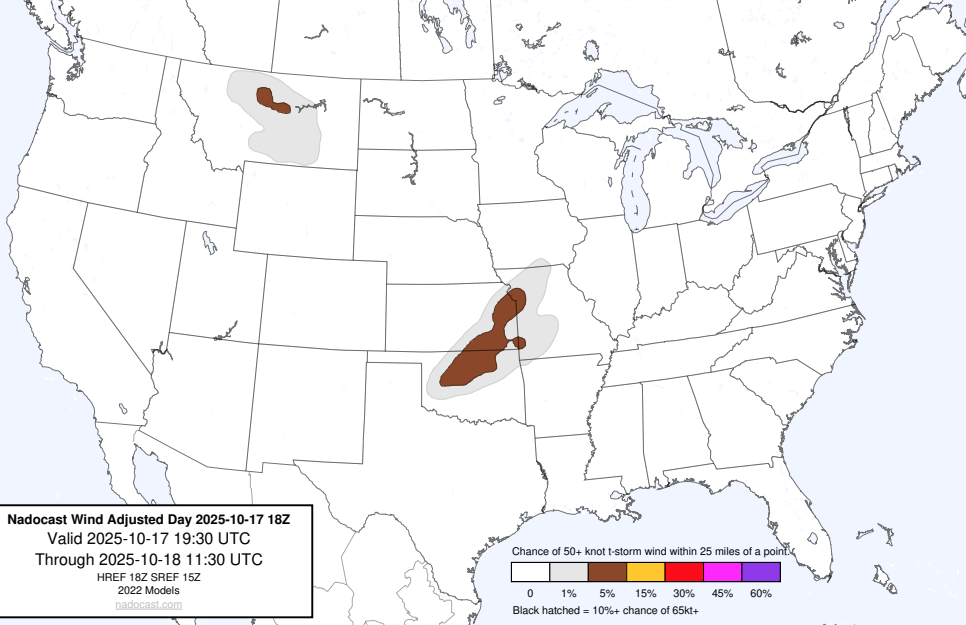 Nadocast Wind Adjusted Day 2025-10-17 18Z
Valid 2025-10-17 19:30 UTC
Through 2025-10-18 11:30 UTC
HREF 18Z SREF 15Z
2022 Models
nadocast.com
Chance of 50+ knot t-storm wind within 25 miles of a point.
0 1% 5% 15% 30% 45% 60%
Black hatched = 10%+ chance of 65kt+